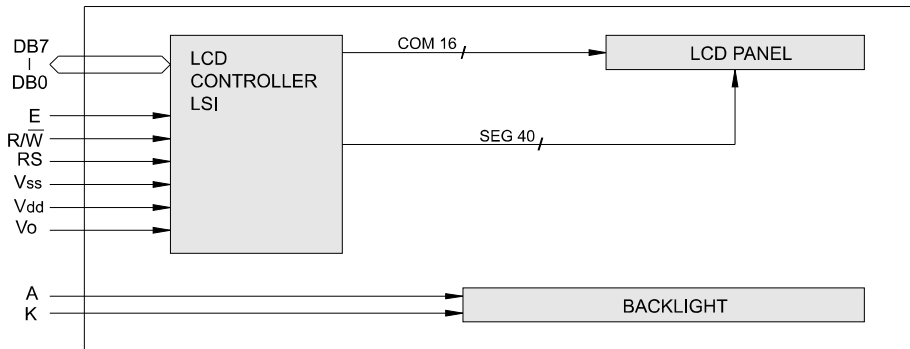 DB7
DB0
E
R/W̅
RS
Vss
Vdd
Vo
A
K
LCD
CONTROLLER
LSI
COM 16
SEG 40
LCD PANEL
BACKLIGHT